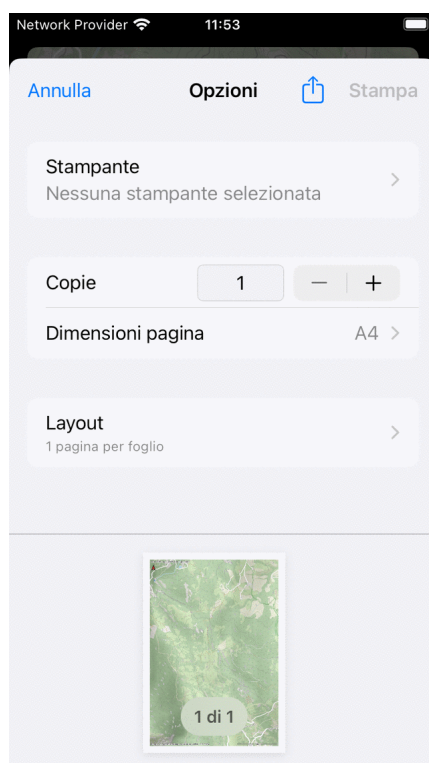 Network Provider 11:53
Annulla Opzioni Stampa
Stampante
Nessuna stampante selezionata
Copie 1 − +
Dimensioni pagina A4
Layout
1 pagina per foglio
1 di 1